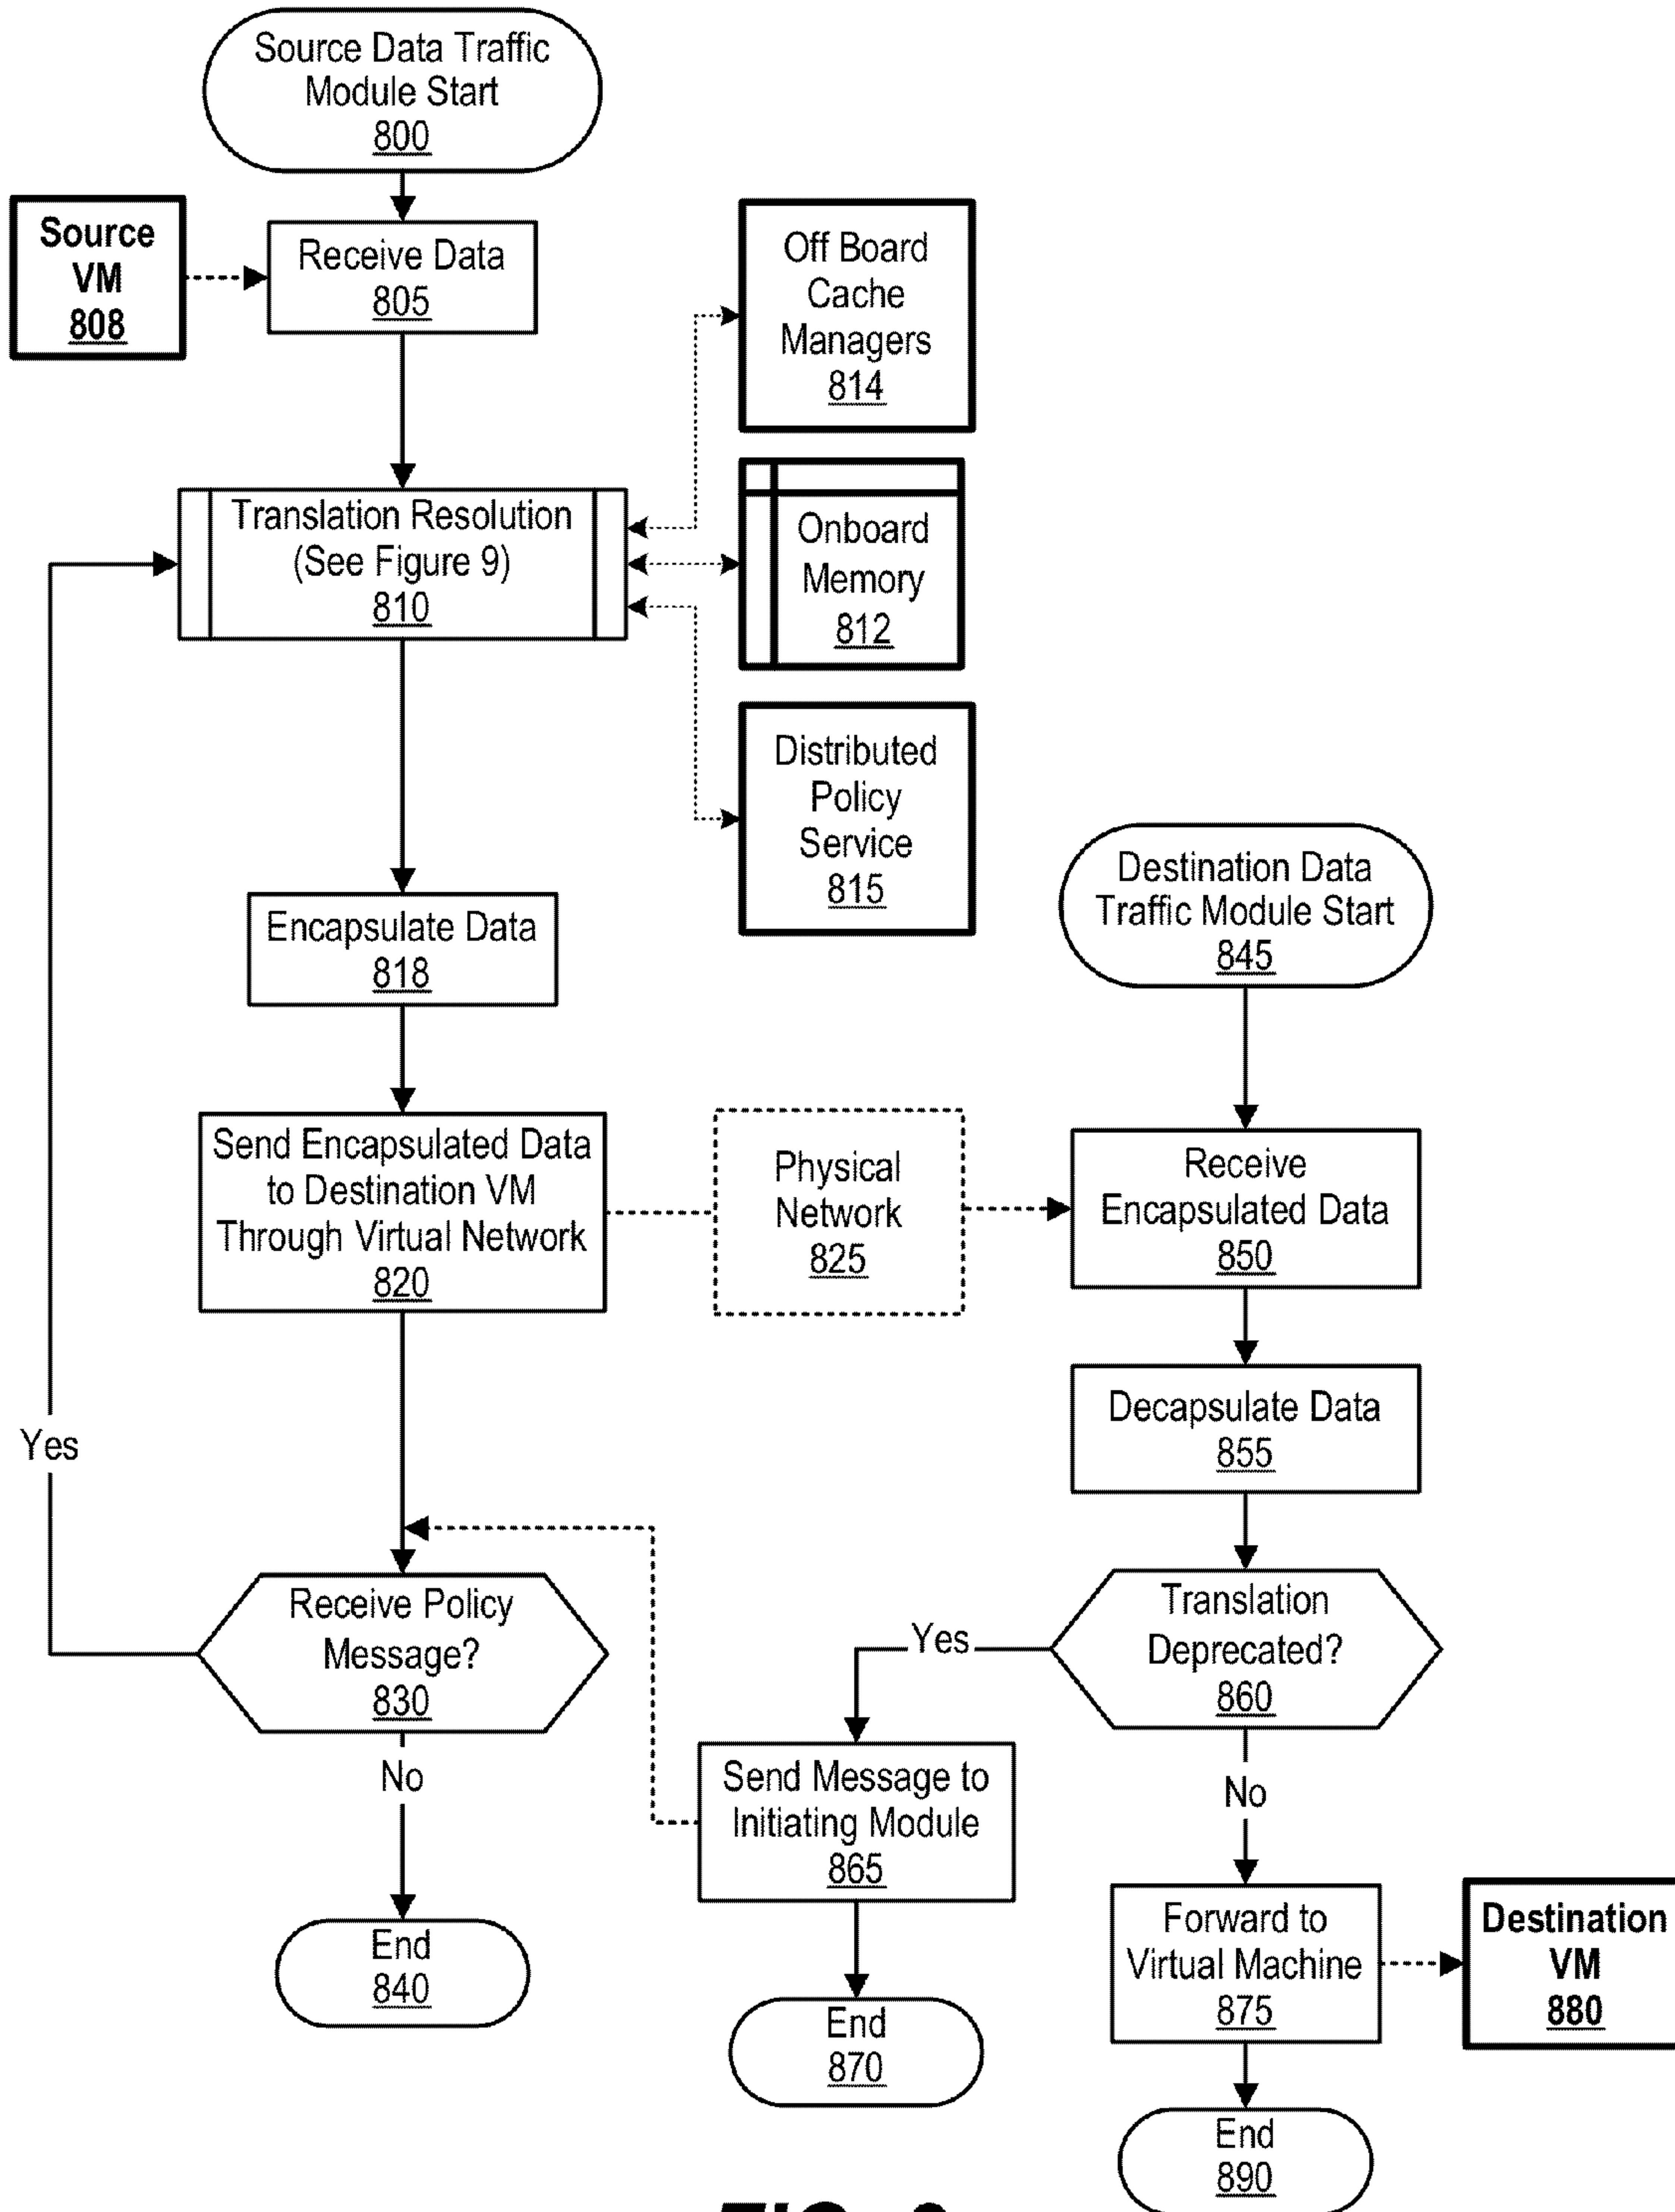 Source Data Traffic
Module Start
800
Source
VM
808
Receive Data
805
Off Board
Cache
Managers
814
Translation Resolution
(See Figure 9)
810
Onboard
Memory
812
Distributed
Policy
Service
815
Destination Data
Traffic Module Start
845
Encapsulate Data
818
Send Encapsulated Data
to Destination VM
Through Virtual Network
820
Physical
Network
825
Receive
Encapsulated Data
850
Decapsulate Data
855
Yes
Receive Policy
Message?
830
Translation
Deprecated?
860
Yes
No
Send Message to
Initiating Module
865
No
Forward to
Virtual Machine
875
Destination
VM
880
End
840
End
870
End
890